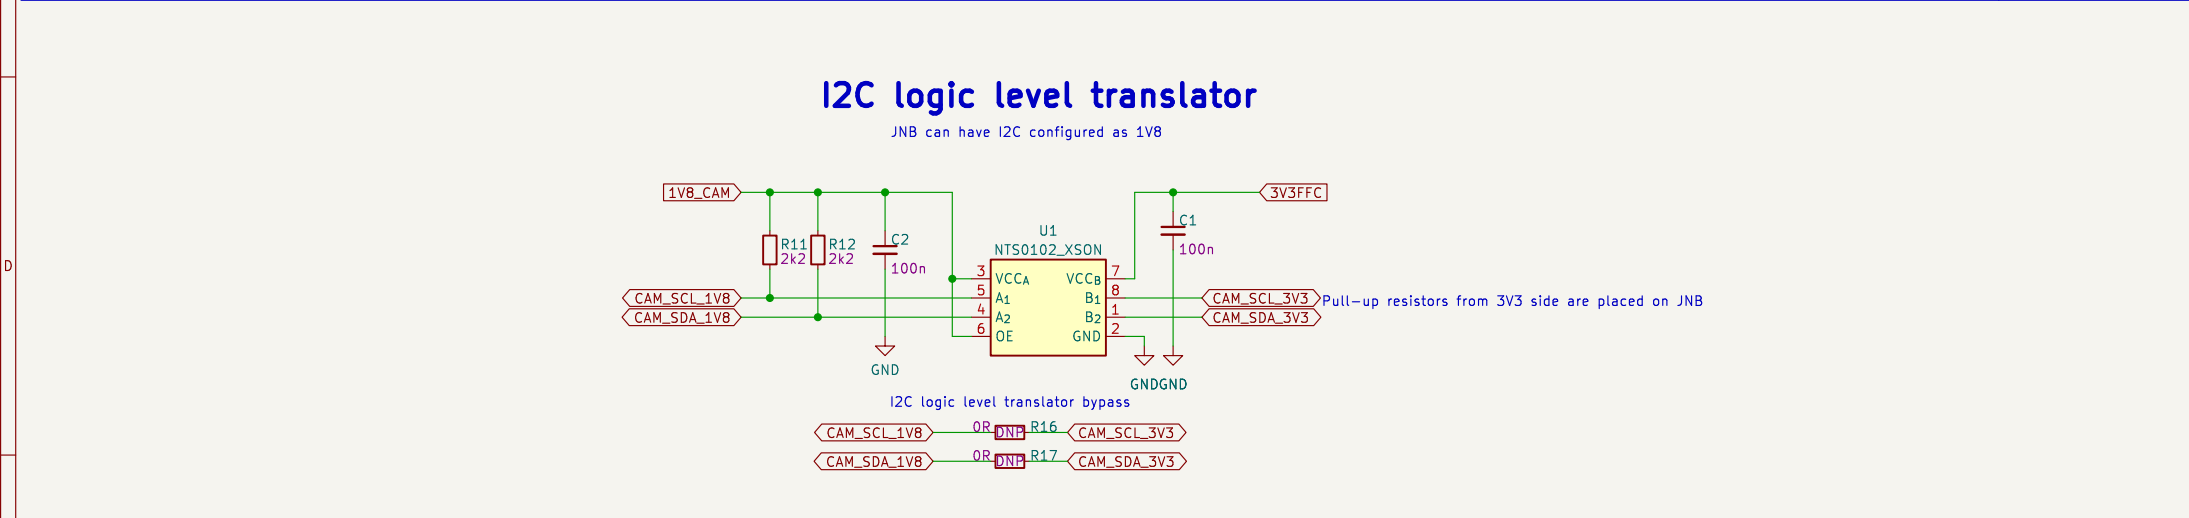 I2C logic level translator
JNB can have I2C configured as 1V8
1V8_CAM
3V3FFC
R11
2k2
R12
2k2
C2
100n
C1
100n
U1
NTS0102_XSON
3 VCCA VCCB 7
5 A1 B1 8
4 A2 B2 1
6 OE GND 2
CAM_SCL_1V8
CAM_SDA_1V8
CAM_SCL_3V3
CAM_SDA_3V3
Pull-up resistors from 3V3 side are placed on JNB
D
GND
GND
GND
I2C logic level translator bypass
CAM_SCL_1V8 0R DNP R16 CAM_SCL_3V3
CAM_SDA_1V8 0R DNP R17 CAM_SDA_3V3